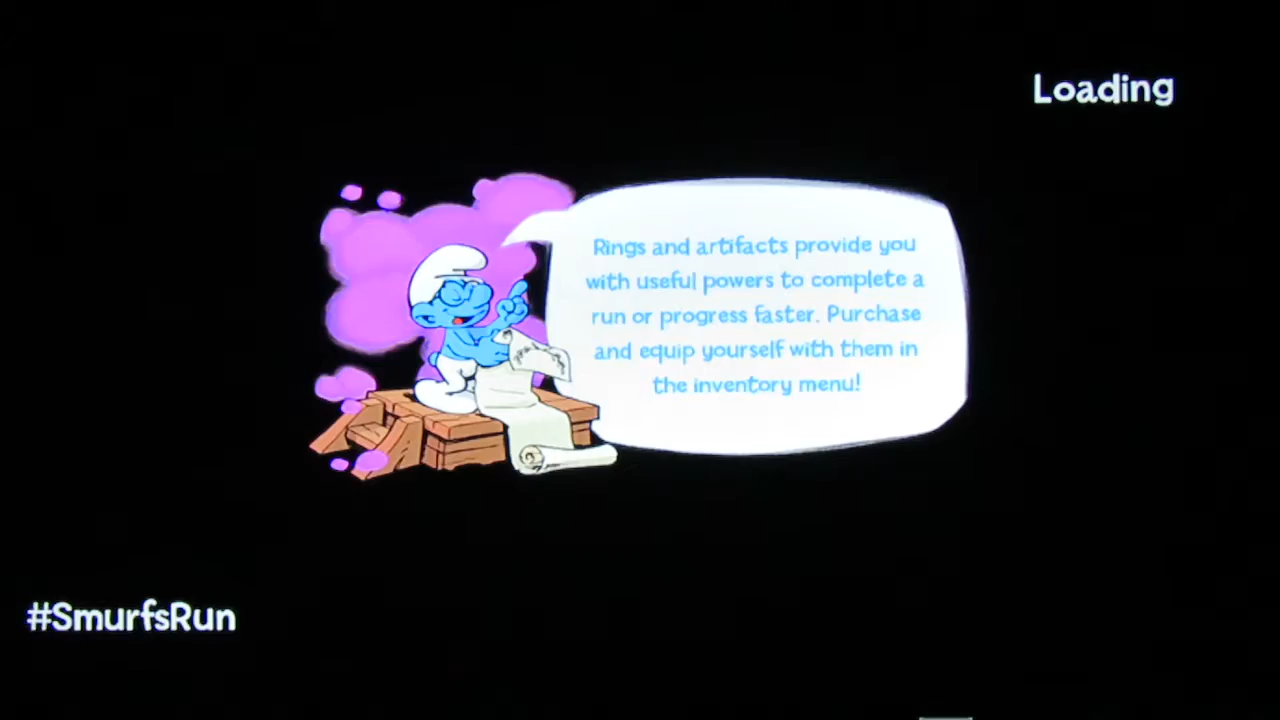 Loading
Rings and artifacts provide you
with useful powers to complete a
run or progress faster. Purchase
and equip yourself with them in
the inventory menu!
#SmurfsRun